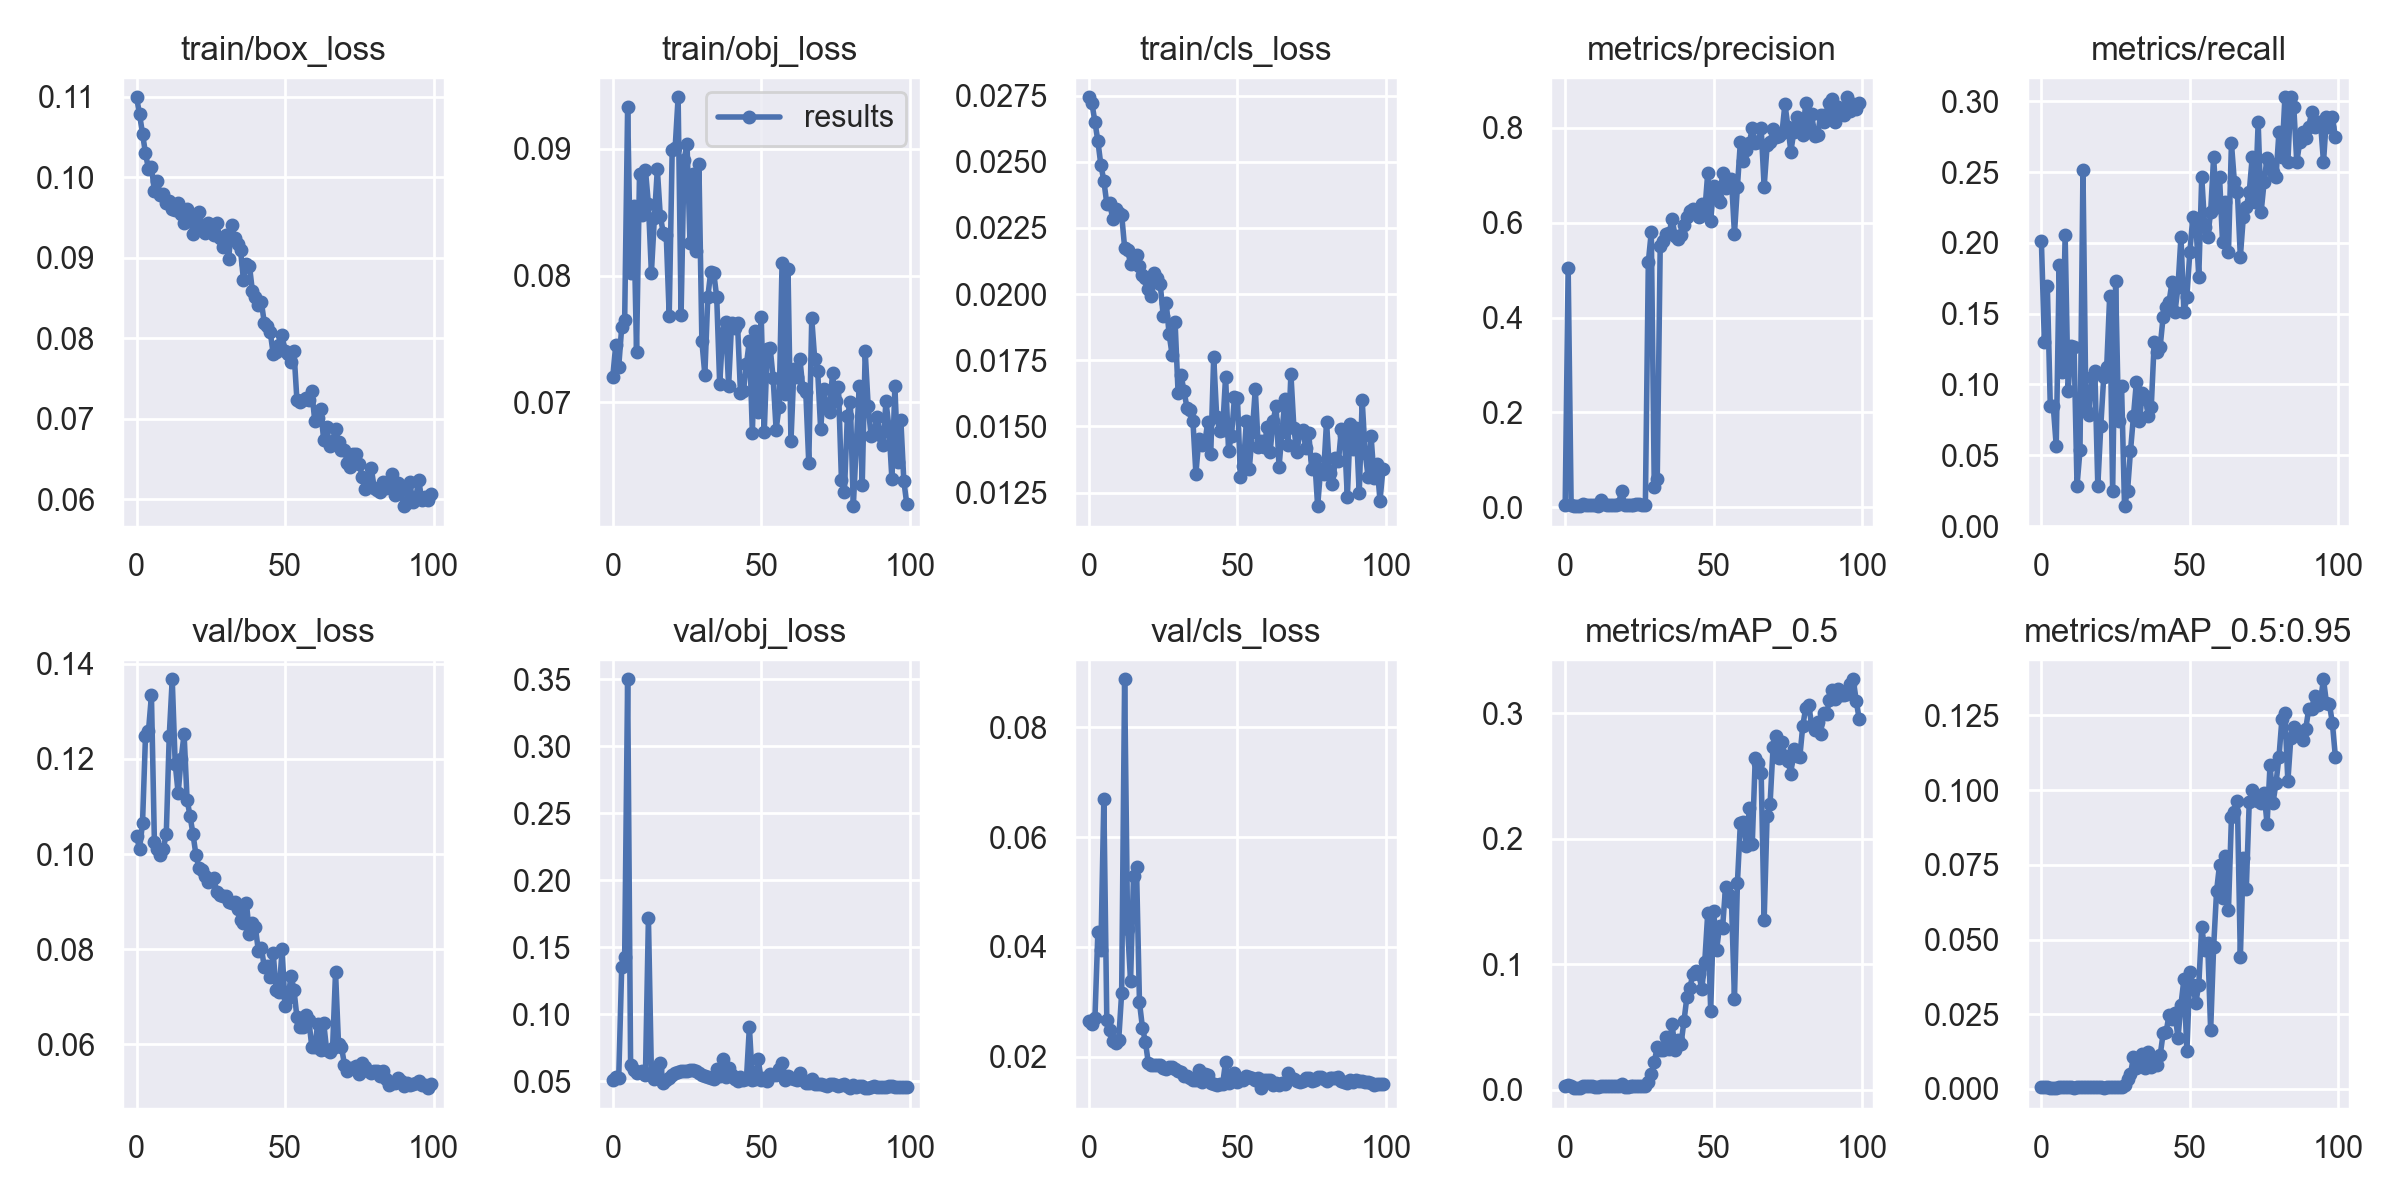 train/box_loss
train/obj_loss
train/cls_loss
metrics/precision
metrics/recall
0.11
0.10
0.09
0.08
0.07
0.06
0 50 100
results
0.09
0.08
0.07
0 50 100
0.0275
0.0250
0.0225
0.0200
0.0175
0.0150
0.0125
0 50 100
0.8
0.6
0.4
0.2
0.0
0 50 100
0.30
0.25
0.20
0.15
0.10
0.05
0.00
0 50 100
val/box_loss
val/obj_loss
val/cls_loss
metrics/mAP_0.5
metrics/mAP_0.5:0.95
0.14
0.12
0.10
0.08
0.06
0 50 100
0.35
0.30
0.25
0.20
0.15
0.10
0.05
0 50 100
0.08
0.06
0.04
0.02
0 50 100
0.3
0.2
0.1
0.0
0 50 100
0.125
0.100
0.075
0.050
0.025
0.000
0 50 100